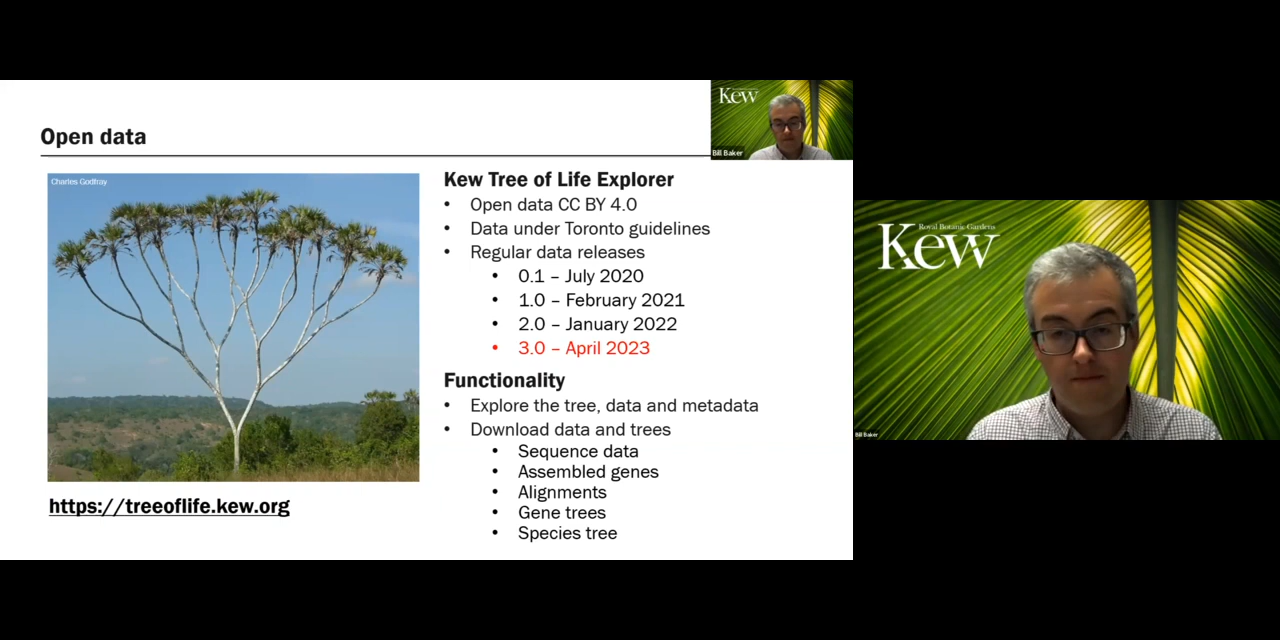 Open data
Kew
Bill Baker
Charles Godfray
Kew Tree of Life Explorer
• Open data CC BY 4.0
• Data under Toronto guidelines
• Regular data releases
• 0.1 – July 2020
• 1.0 – February 2021
• 2.0 – January 2022
• 3.0 – April 2023
Functionality
• Explore the tree, data and metadata
• Download data and trees
• Sequence data
• Assembled genes
• Alignments
• Gene trees
• Species tree
https://treeoflife.kew.org
Royal Botanic Gardens
Kew
Bill Baker